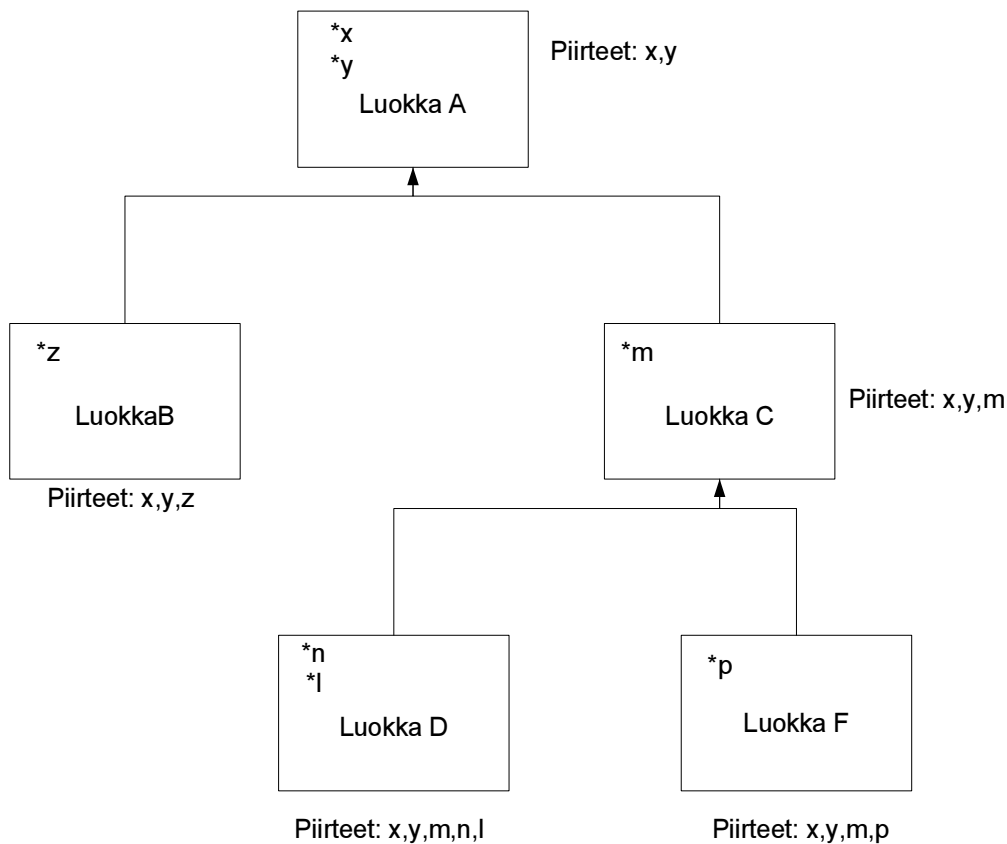 *x
*y
Luokka A
Piirteet: x,y
*z
LuokkaB
Piirteet: x,y,z
*m
Luokka C
Piirteet: x,y,m
*n
*l
Luokka D
Piirteet: x,y,m,n,l
*p
Luokka F
Piirteet: x,y,m,p